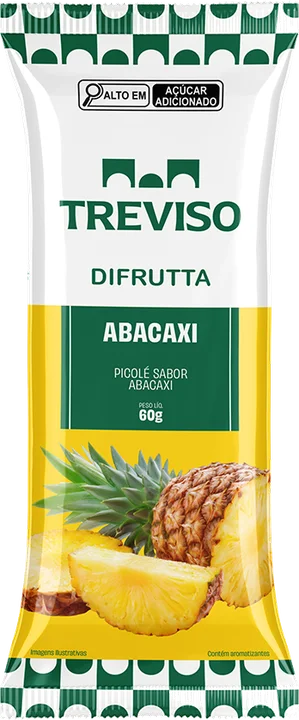 ALTO EM
AÇÚCAR
ADICIONADO
TREVISO
DIFRUTTA
ABACAXI
PICOLÉ SABOR
ABACAXI
PESO LÍQ.
60g
Imagens Ilustrativas
Contém aromatizantes